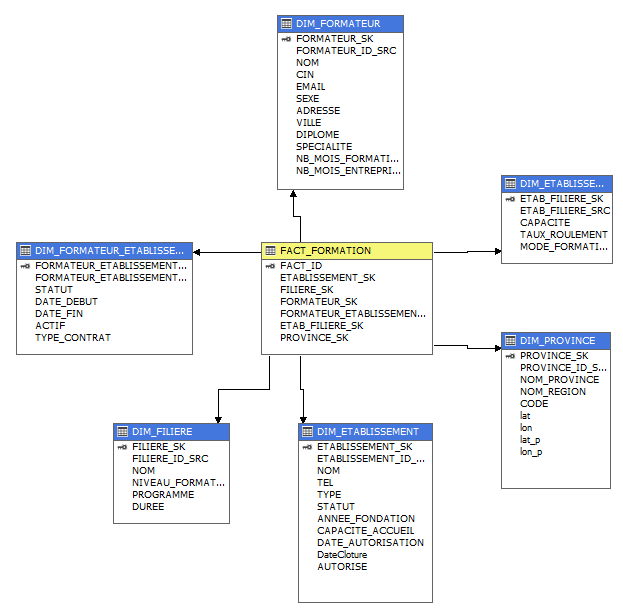 DIM_FORMATEUR
FORMATEUR_SK
FORMATEUR_ID_SRC
NOM
CIN
EMAIL
SEXE
ADRESSE
VILLE
DIPLOME
SPECIALITE
NB_MOIS_FORMATI...
NB_MOIS_ENTREPRI...
DIM_ETABLISSE...
ETAB_FILIERE_SK
ETAB_FILIERE_SRC
CAPACITE
TAUX_ROULEMENT
MODE_FORMATI...
DIM_FORMATEUR_ETABLISSE...
FORMATEUR_ETABLISSEMENT...
FORMATEUR_ETABLISSEMENT...
STATUT
DATE_DEBUT
DATE_FIN
ACTIF
TYPE_CONTRAT
FACT_FORMATION
FACT_ID
ETABLISSEMENT_SK
FILIERE_SK
FORMATEUR_SK
FORMATEUR_ETABLISSEMEN...
ETAB_FILIERE_SK
PROVINCE_SK
DIM_PROVINCE
PROVINCE_SK
PROVINCE_ID_S...
NOM_PROVINCE
NOM_REGION
CODE
lat
lon
lat_p
lon_p
DIM_FILIERE
FILIERE_SK
FILIERE_ID_SRC
NOM
NIVEAU_FORMAT...
PROGRAMME
DUREE
DIM_ETABLISSEMENT
ETABLISSEMENT_SK
ETABLISSEMENT_ID_...
NOM
TEL
TYPE
STATUT
ANNEE_FONDATION
CAPACITE_ACCUEIL
DATE_AUTORISATION
DateCloture
AUTORISE